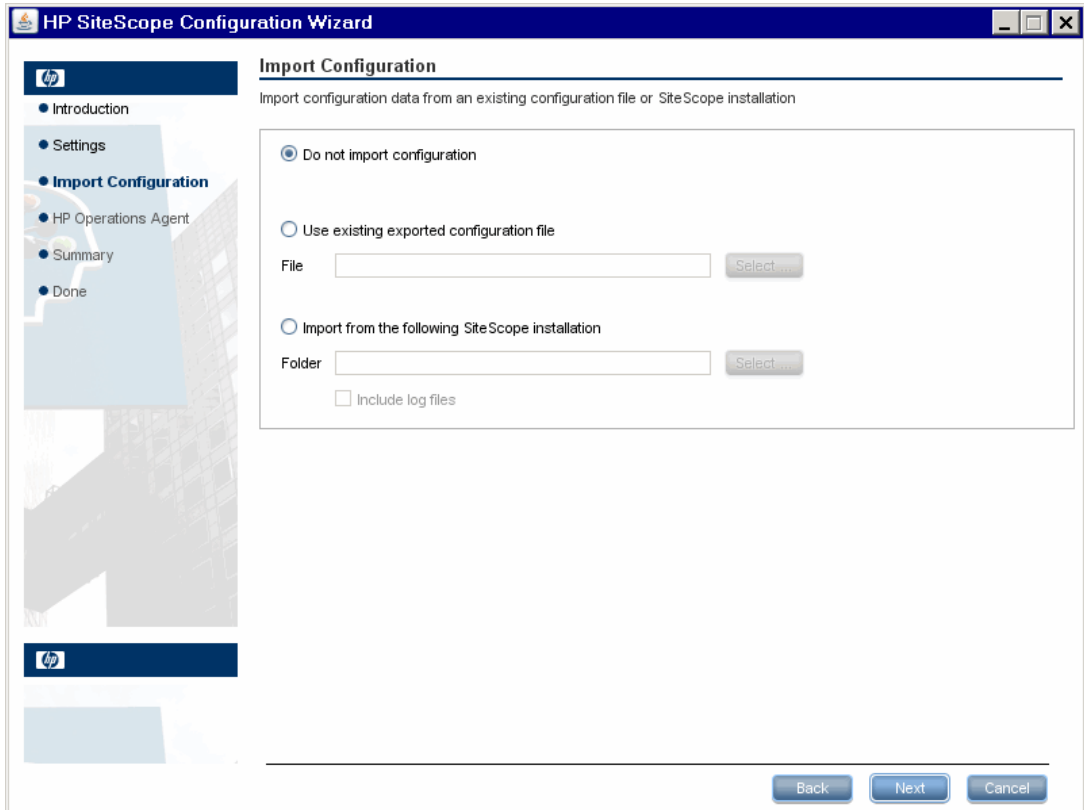 HP SiteScope Configuration Wizard
hp
Introduction
Settings
Import Configuration
HP Operations Agent
Summary
Done
hp
Import Configuration
Import configuration data from an existing configuration file or SiteScope installation
Do not import configuration
Use existing exported configuration file
File
Select ...
Import from the following SiteScope installation
Folder
Select ...
Include log files
Back Next Cancel